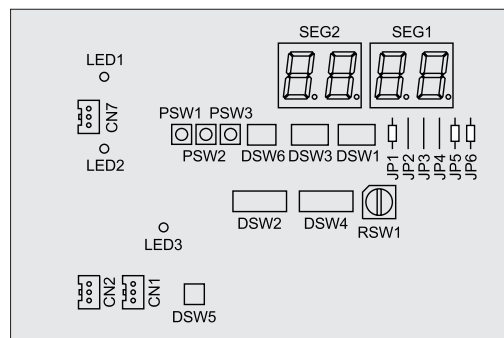 SEG2 SEG1
LED1
CN7
PSW1 PSW3
PSW2 DSW6 DSW3 DSW1 JP1 JP2 JP3 JP4 JP5 JP6
LED2
DSW2 DSW4 RSW1
LED3
CN2 CN1
DSW5